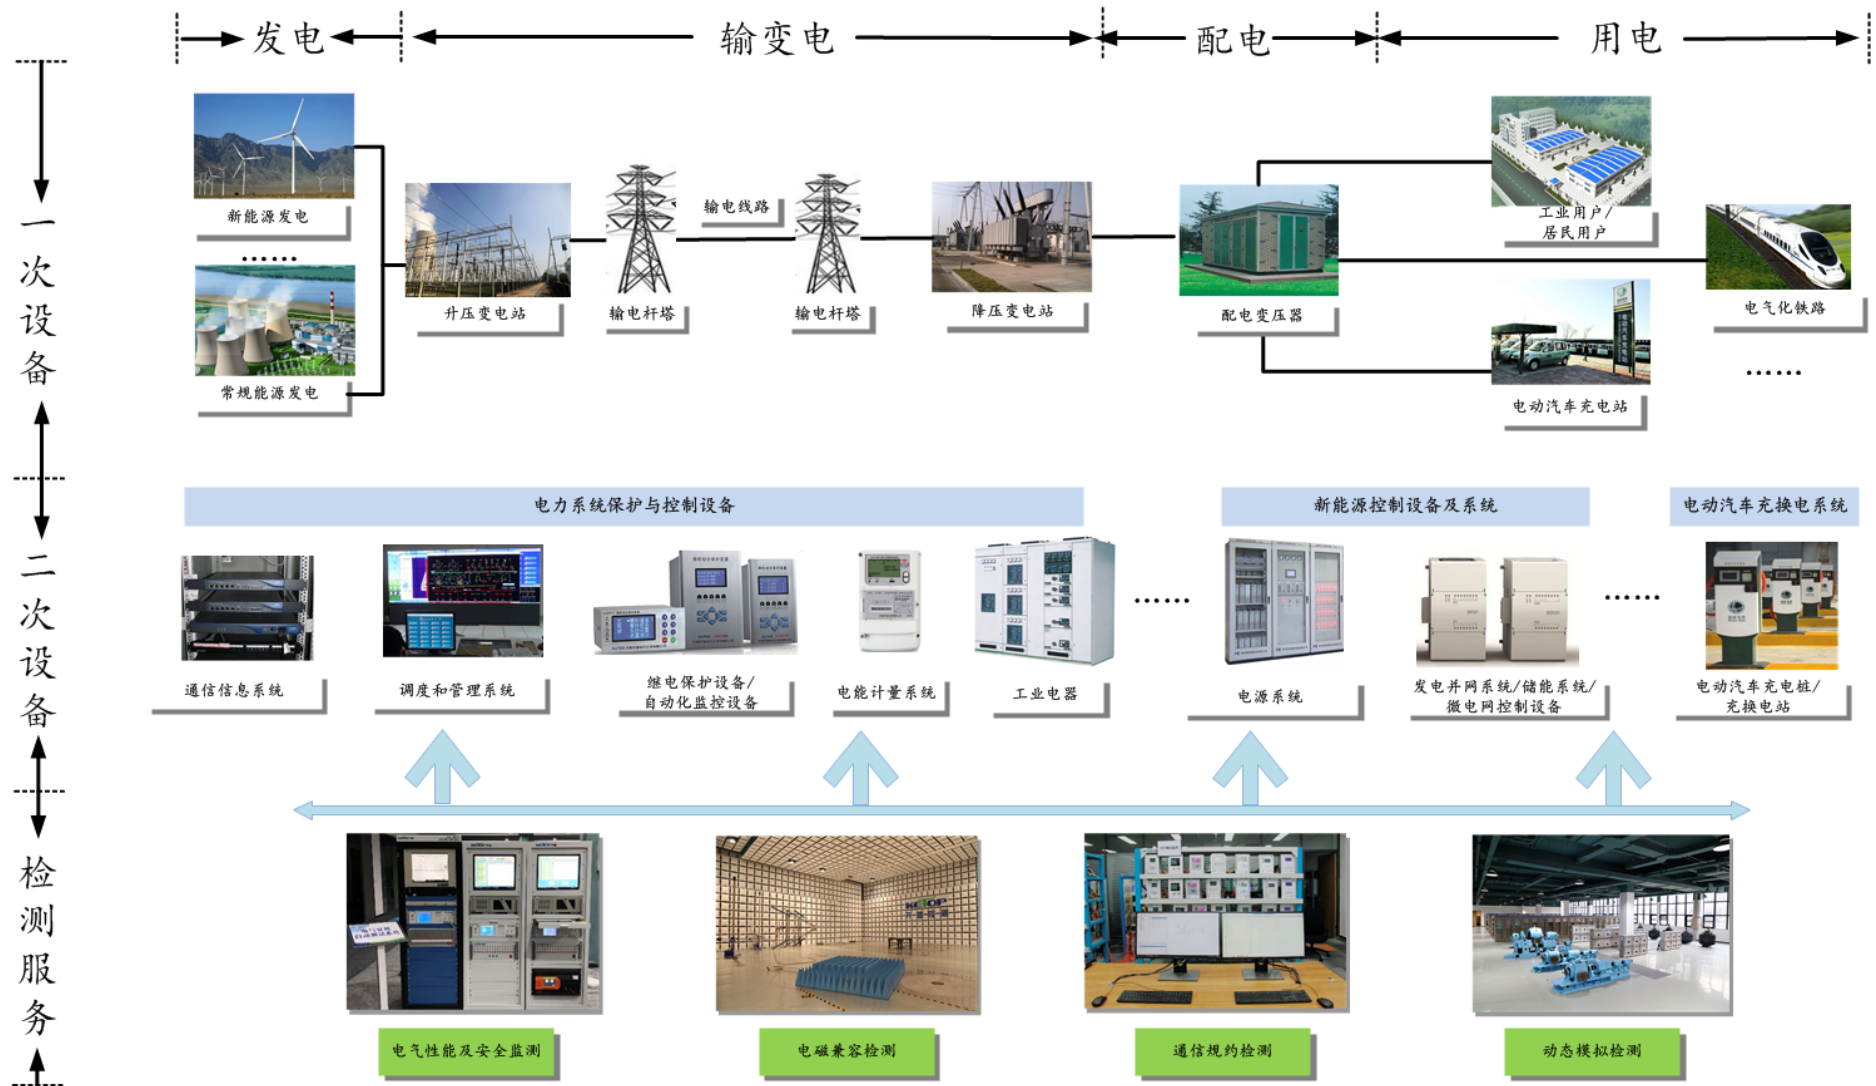 发电
输变电
配电
用电
一次设备
新能源发电
......
常规能源发电
升压变电站
输电杆塔
输电线路
输电杆塔
降压变电站
配电变压器
工业用户/
居民用户
电气化铁路
......
电动汽车充电站
二次设备
电力系统保护与控制设备
新能源控制设备及系统
电动汽车充换电系统
......
......
通信信息系统
调度和管理系统
继电保护设备/
自动化监控设备
电能计量系统
工业电器
电源系统
发电并网系统/储能系统/
微电网控制设备
电动汽车充电桩/
充换电站
检测服务
电气性能及安全监测
电磁兼容检测
通信规约检测
动态模拟检测